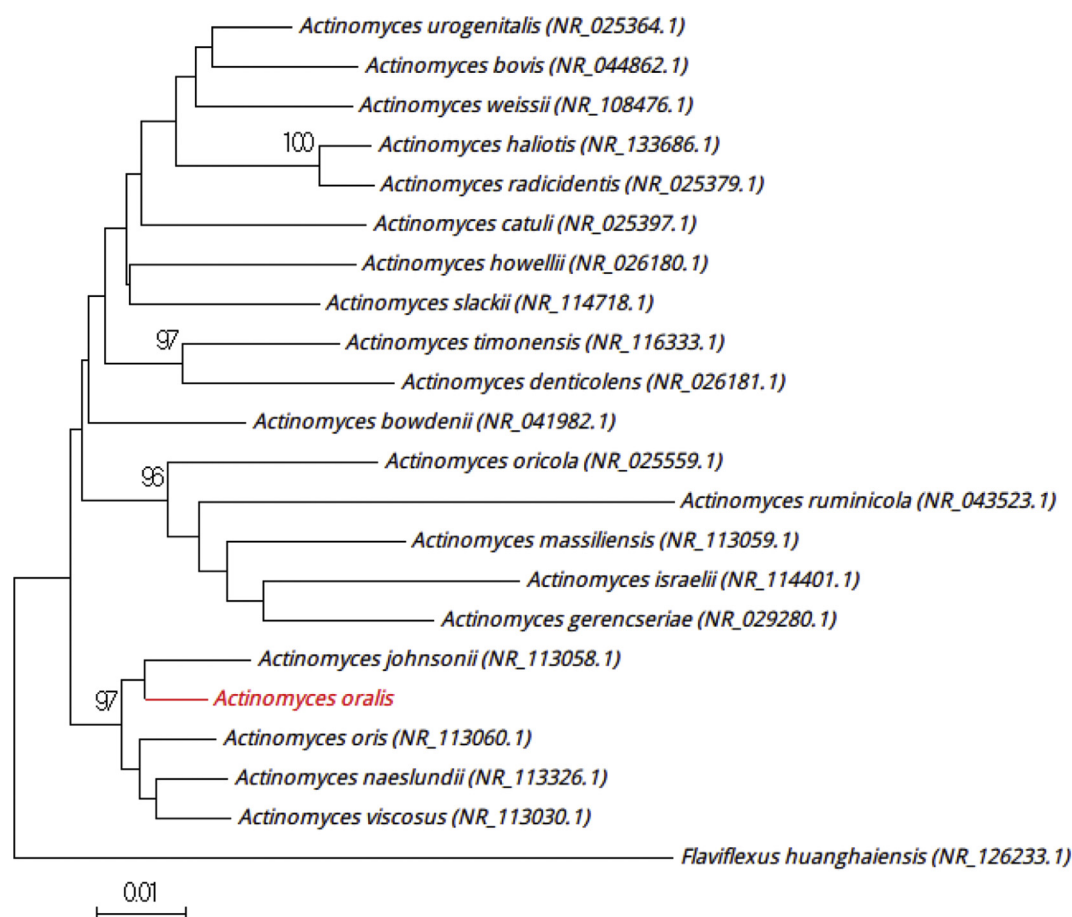 Actinomyces urogenitalis (NR_025364.1)
Actinomyces bovis (NR_044862.1)
Actinomyces weissii (NR_108476.1)
100
Actinomyces haliotis (NR_133686.1)
Actinomyces radicidentis (NR_025379.1)
Actinomyces catuli (NR_025397.1)
Actinomyces howellii (NR_026180.1)
Actinomyces slackii (NR_114718.1)
97
Actinomyces timonensis (NR_116333.1)
Actinomyces denticolens (NR_026181.1)
Actinomyces bowdenii (NR_041982.1)
96
Actinomyces oricola (NR_025559.1)
Actinomyces ruminicola (NR_043523.1)
Actinomyces massiliensis (NR_113059.1)
Actinomyces israelii (NR_114401.1)
Actinomyces gerencseriae (NR_029280.1)
Actinomyces johnsonii (NR_113058.1)
97
Actinomyces oralis
Actinomyces oris (NR_113060.1)
Actinomyces naeslundii (NR_113326.1)
Actinomyces viscosus (NR_113030.1)
Flaviflexus huanghaiensis (NR_126233.1)
0.01